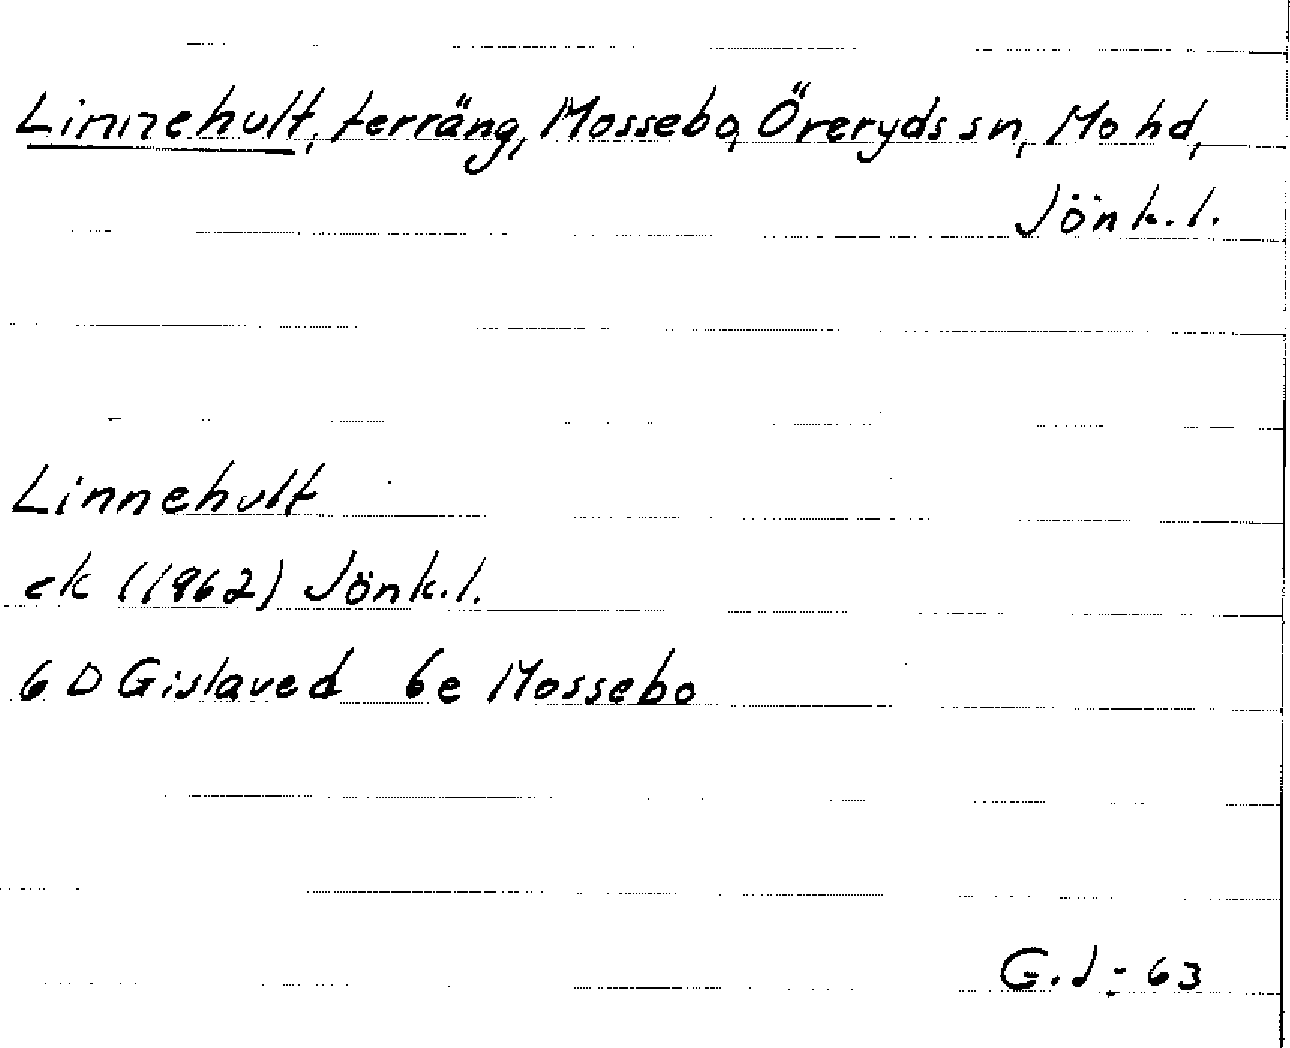 Linnehult, terräng, Mossebo, Öreryds sn, Mo hd,
Jönk.l.
Linnehult
ek (1962) Jönk.l.
6 D Gislaved 6e Mossebo
G.J:63